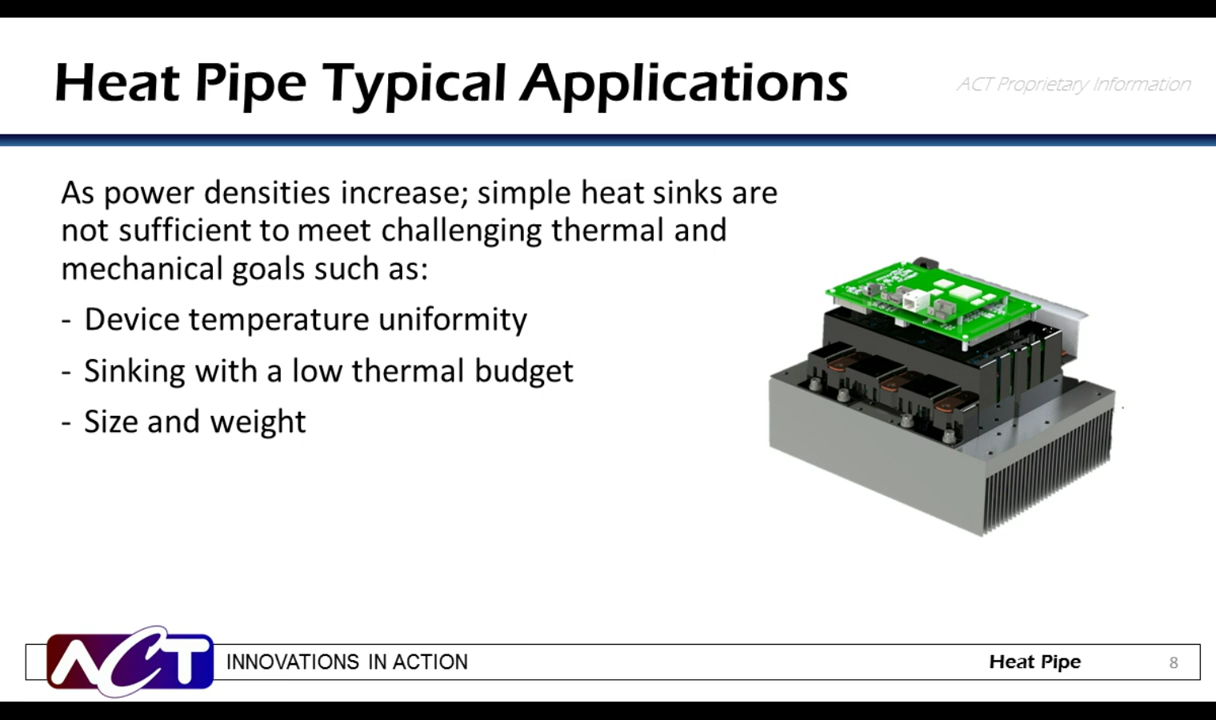 Heat Pipe Typical Applications
ACT Proprietary Information
As power densities increase; simple heat sinks are
not sufficient to meet challenging thermal and
mechanical goals such as:
- Device temperature uniformity
- Sinking with a low thermal budget
- Size and weight
ACT INNOVATIONS IN ACTION
Heat Pipe 8